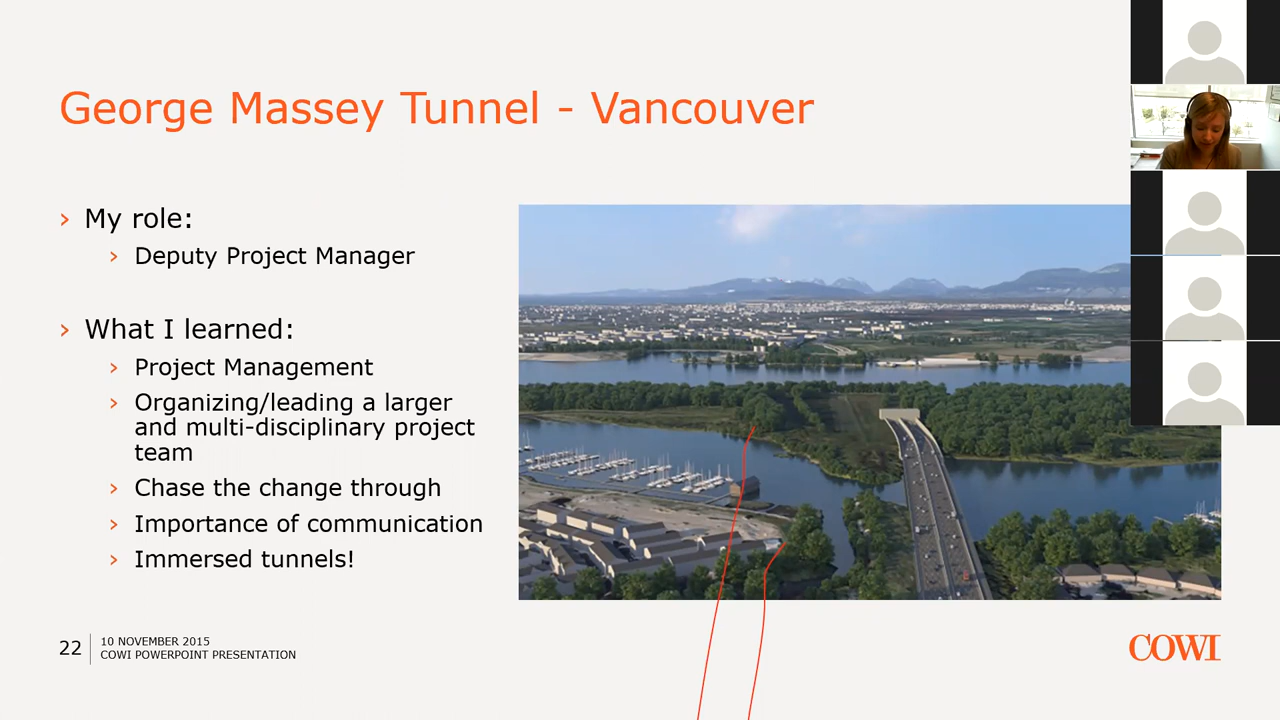 George Massey Tunnel - Vancouver
› My role:
› Deputy Project Manager
› What I learned:
› Project Management
› Organizing/leading a larger
and multi-disciplinary project
team
› Chase the change through
› Importance of communication
› Immersed tunnels!
22
10 NOVEMBER 2015
COWI POWERPOINT PRESENTATION
COWI